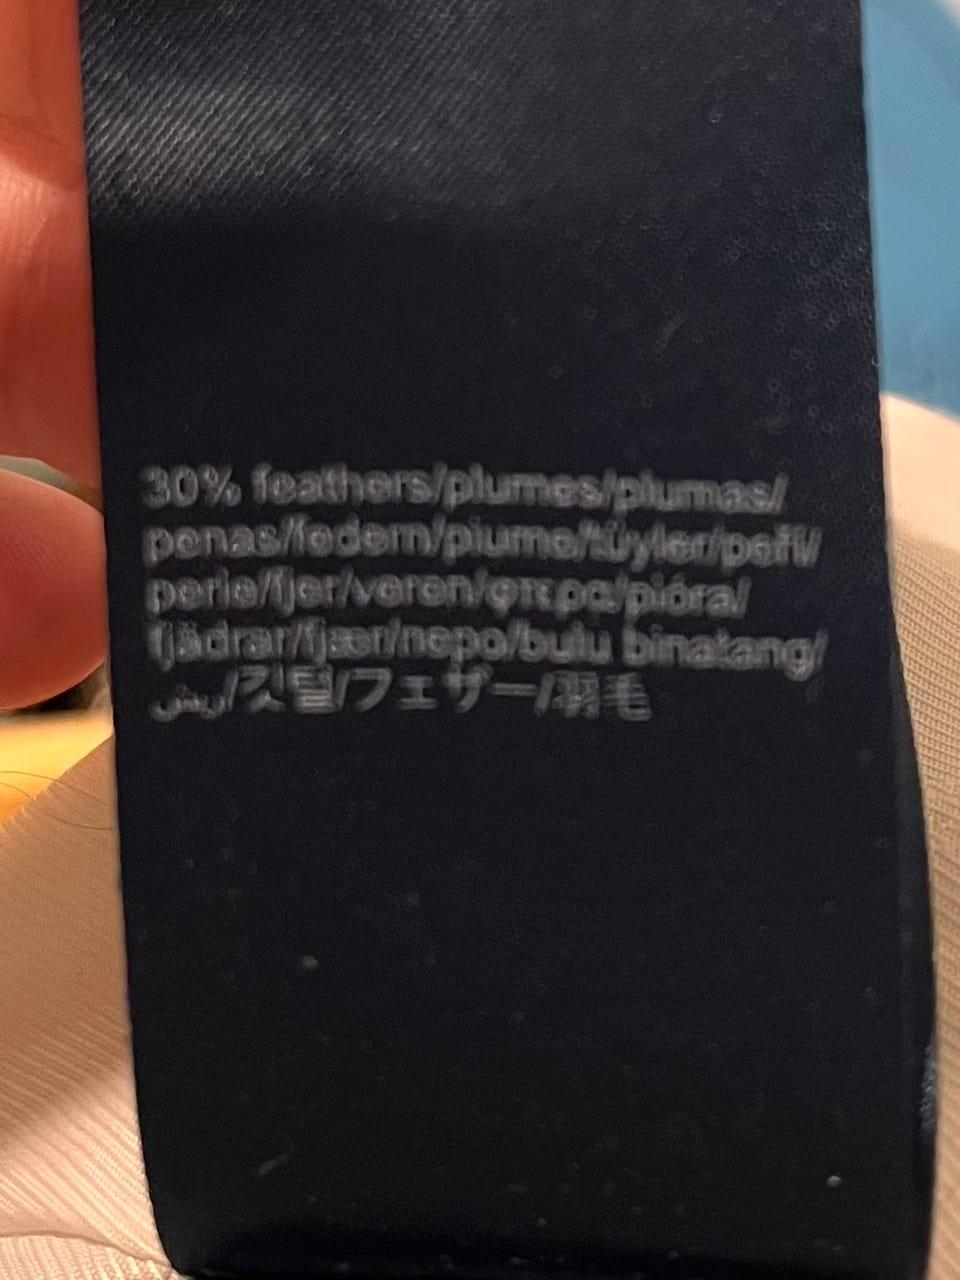 30% feathers/plumes/plumas/
penas/federn/piume/tüyler/peří/
perie/fjer/veren/φτερα/pióra/
fjädrar/fjær/перо/bulu binatang/
ريش/깃털/フェザー/羽毛